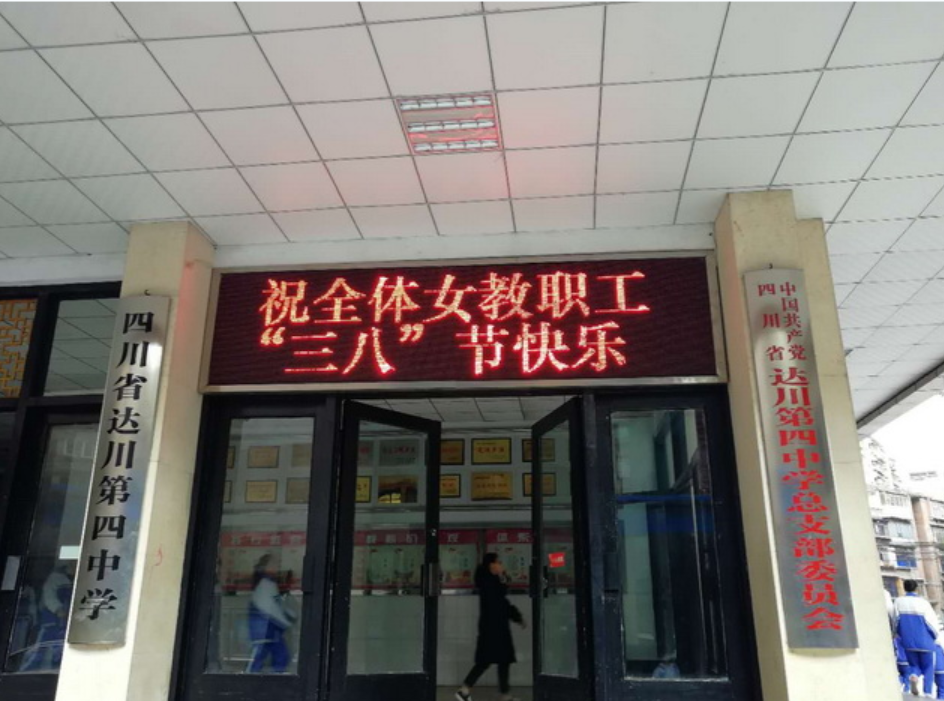 祝全体女教职工
“三八”节快乐
四川省达川第四中学
中国共产党
四川省
达川第四中学总支部委员会